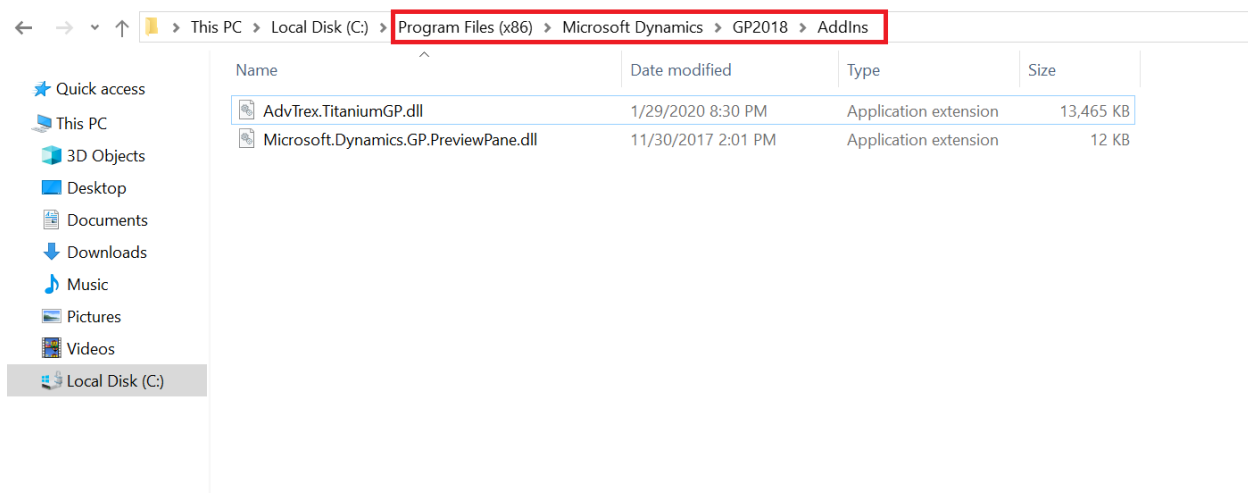 This PC > Local Disk (C:) > Program Files (x86) > Microsoft Dynamics > GP2018 > AddIns
Name Date modified Type Size
Quick access
This PC
3D Objects
Desktop
Documents
Downloads
Music
Pictures
Videos
Local Disk (C:)
AdvTrex.TitaniumGP.dll 1/29/2020 8:30 PM Application extension 13,465 KB
Microsoft.Dynamics.GP.PreviewPane.dll 11/30/2017 2:01 PM Application extension 12 KB